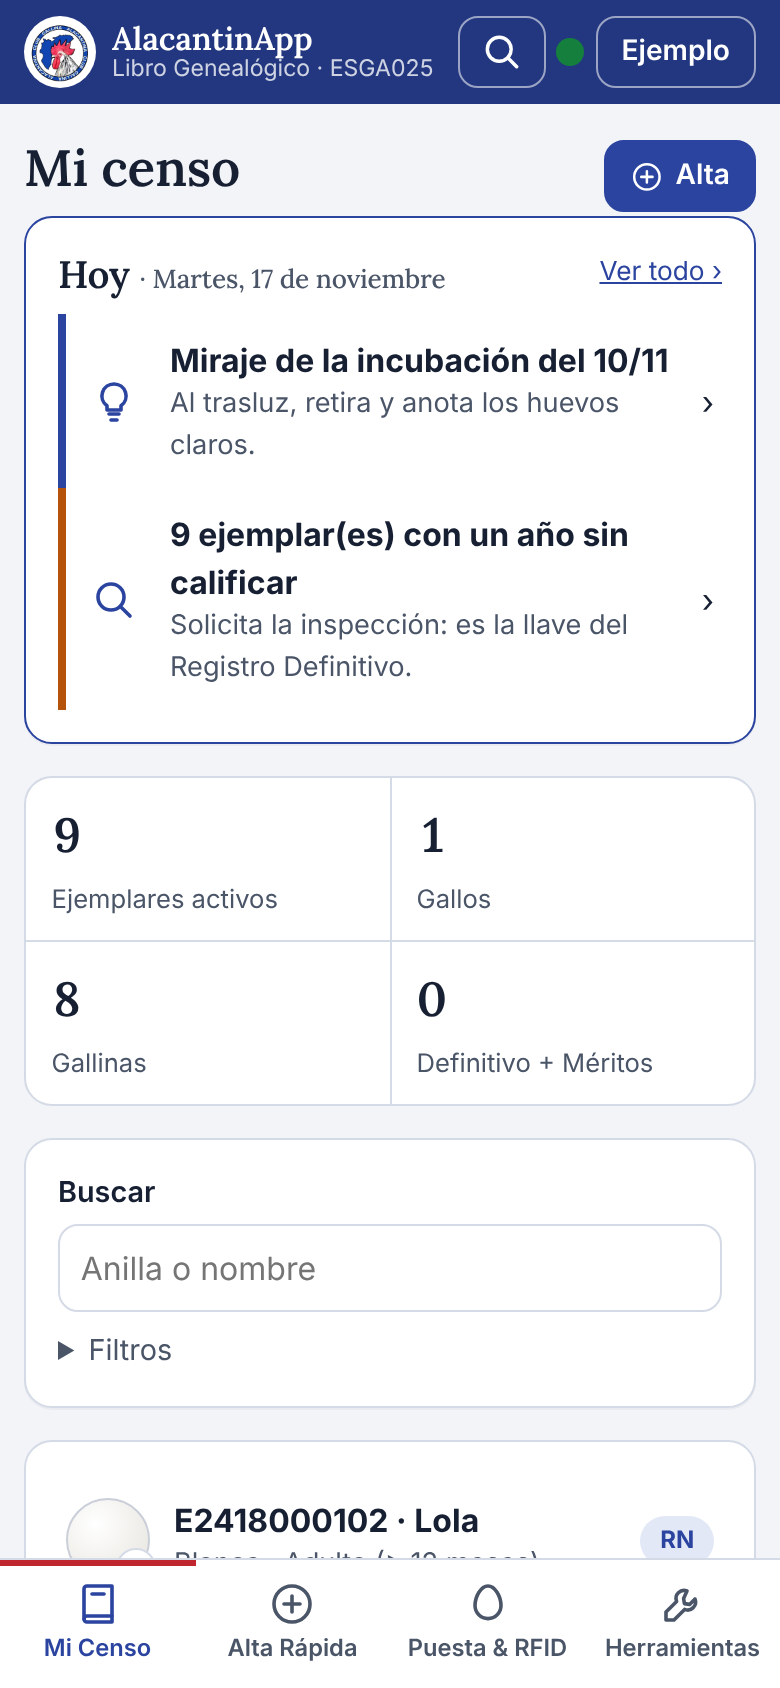 AlacantinApp
Libro Genealógico · ESGA025
Ejemplo
Mi censo
Alta
Hoy · Martes, 17 de noviembre
Ver todo ›
Miraje de la incubación del 10/11
Al trasluz, retira y anota los huevos
claros.
›
9 ejemplar(es) con un año sin
calificar
Solicita la inspección: es la llave del
Registro Definitivo.
›
9
Ejemplares activos
1
Gallos
8
Gallinas
0
Definitivo + Méritos
Buscar
Anilla o nombre
Filtros
E2418000102 · Lola
RN
Mi Censo
Alta Rápida
Puesta & RFID
Herramientas